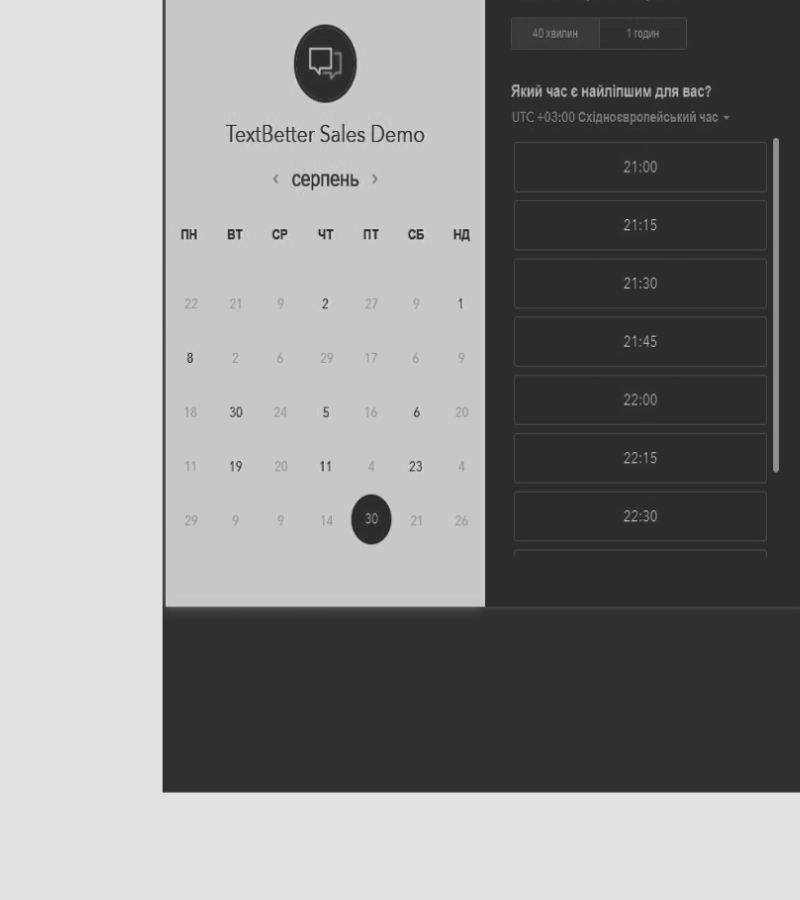 TextBetter Sales Demo
‹ серпень ›
ПН ВТ СР ЧТ ПТ СБ НД
22 21 9 2 27 9 1
8 2 6 29 17 6 9
18 30 24 5 16 6 20
11 19 20 11 4 23 4
29 9 9 14 30 21 26
40 хвилин 1 годин
Який час є найліпшим для вас?
UTC +03:00 Східноєвропейський час
21:00
21:15
21:30
21:45
22:00
22:15
22:30